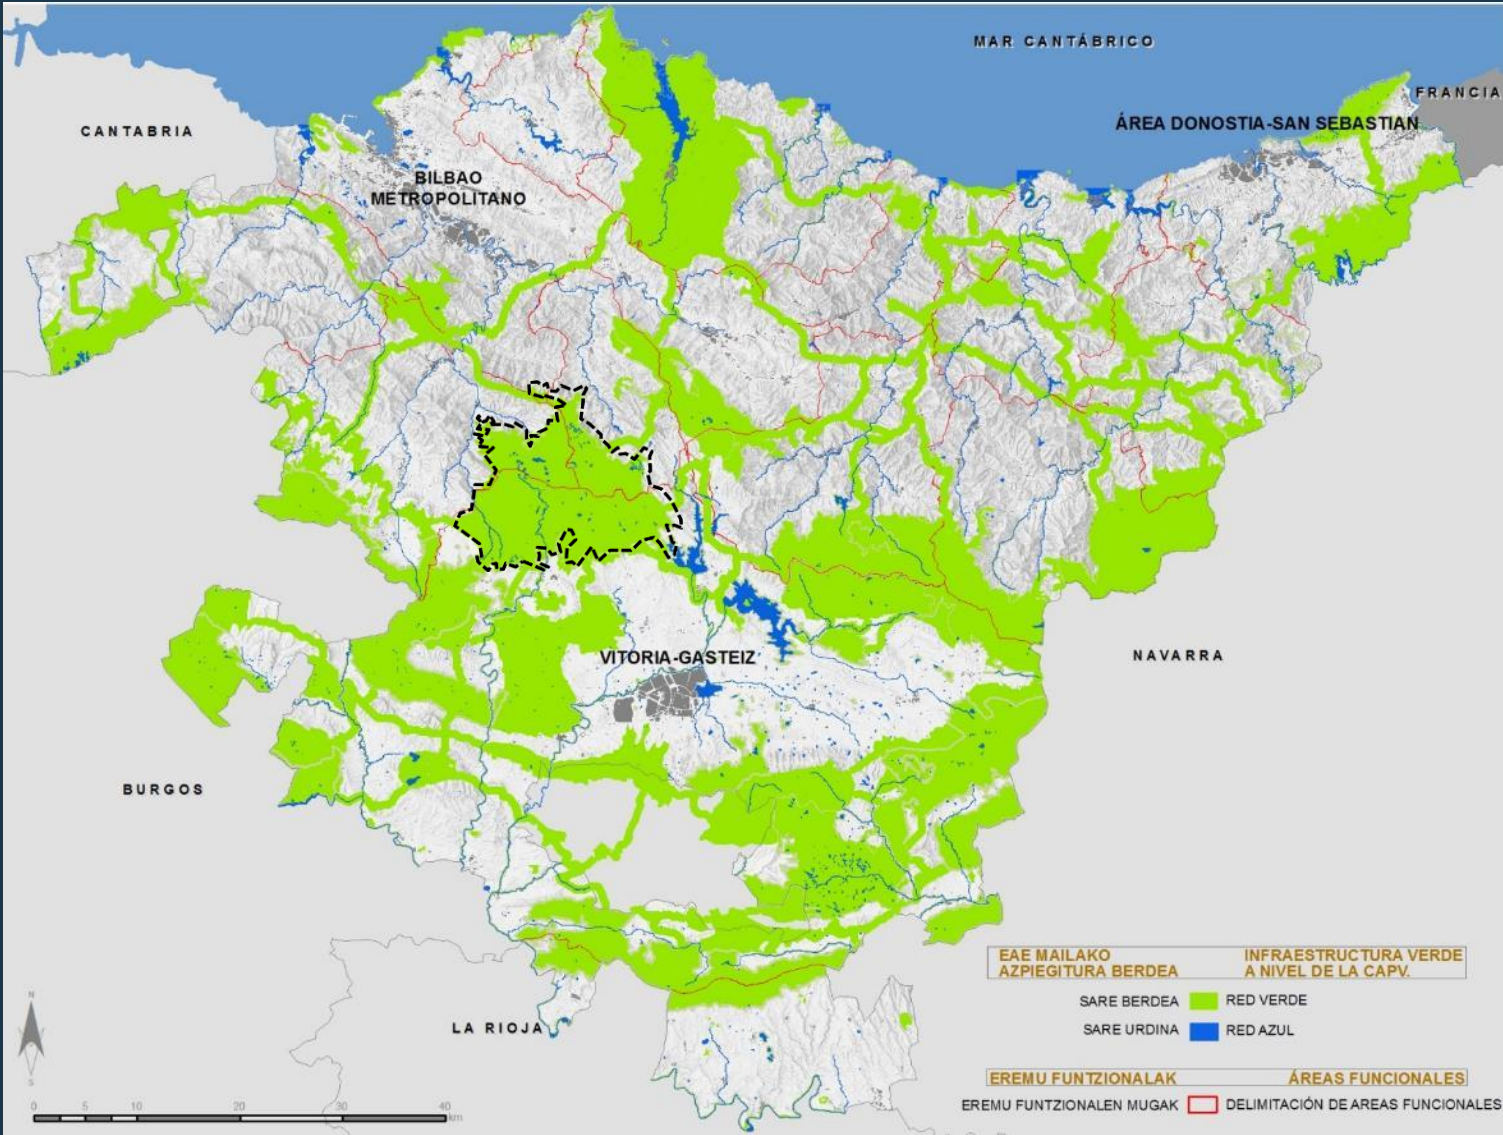 MAR CANTÁBRICO
FRANCIA
ÁREA DONOSTIA-SAN SEBASTIAN
CANTABRIA
BILBAO
METROPOLITANO
VITORIA-GASTEIZ
NAVARRA
BURGOS
LA RIOJA
EAE MAILAKO
AZPIEGITURA BERDEA
INFRAESTRUCTURA VERDE
A NIVEL DE LA CAPV.
SARE BERDEA
RED VERDE
SARE URDINA
RED AZUL
EREMU FUNTZIONALAK
ÁREAS FUNCIONALES
EREMU FUNTZIONALEN MUGAK
DELIMITACIÓN DE AREAS FUNCIONALES
N
S
0 5 10 20 30 40
km